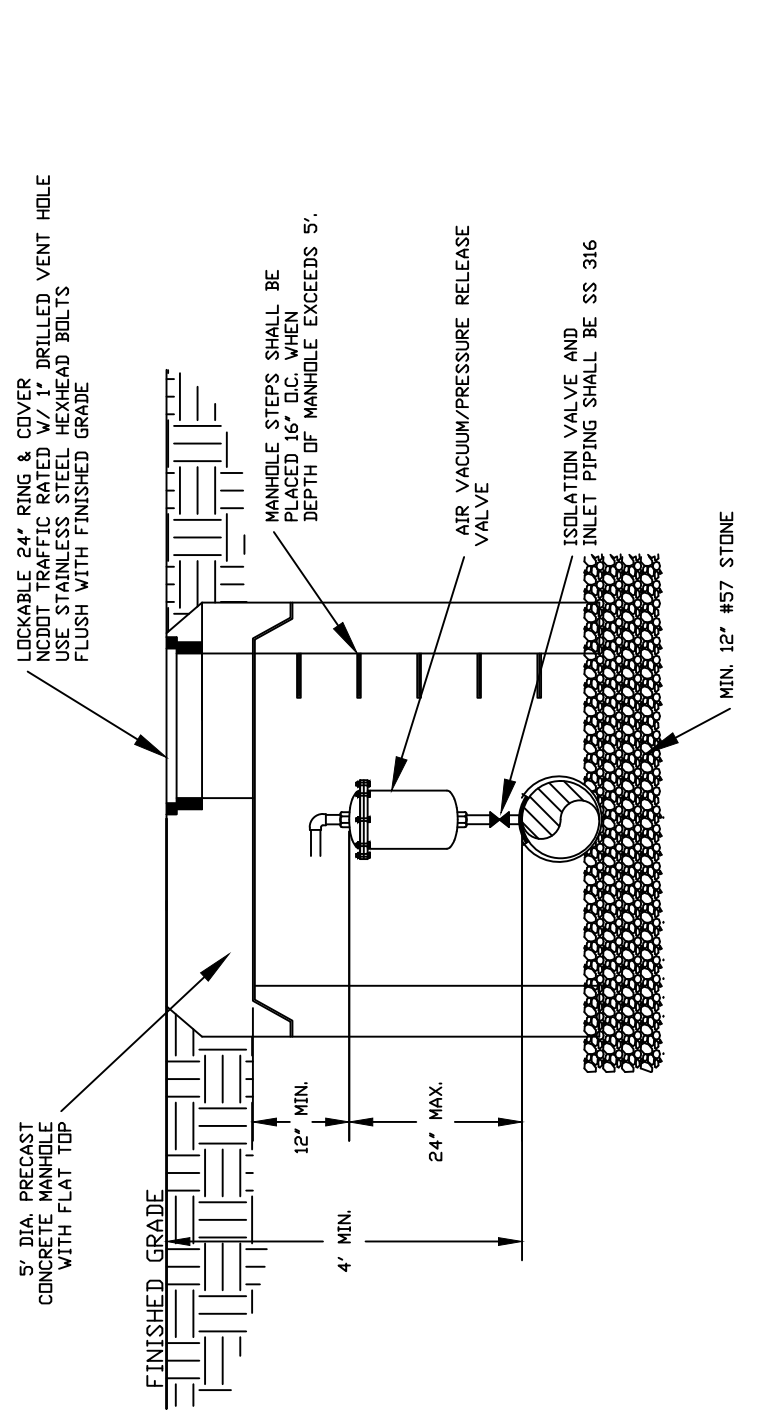 5' DIA. PRECAST
CONCRETE MANHOLE
WITH FLAT TOP
LOCKABLE 24" RING & COVER
NCDOT TRAFFIC RATED W/ 1" DRILLED VENT HOLE
USE STAINLESS STEEL HEXHEAD BOLTS
FLUSH WITH FINISHED GRADE
FINISHED GRADE
MANHOLE STEPS SHALL BE
PLACED 16" O.C. WHEN
DEPTH OF MANHOLE EXCEEDS 5'.
12" MIN.
4' MIN.
24" MAX.
AIR VACUUM/PRESSURE RELEASE
VALVE
ISOLATION VALVE AND
INLET PIPING SHALL BE SS 316
MIN. 12" #57 STONE